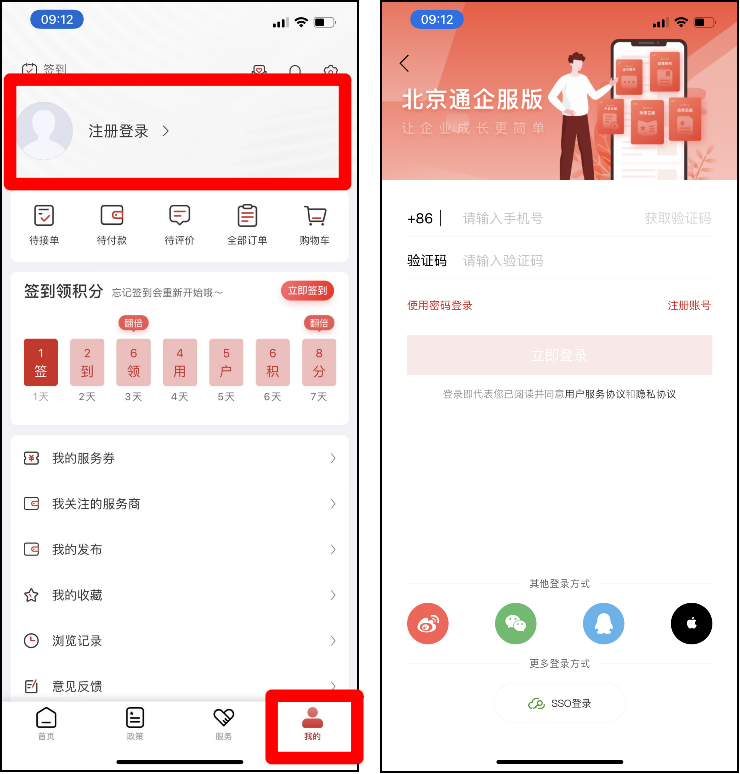 09:12
签到
注册登录
待接单 待付款 待评价 全部订单 购物车
签到领积分 忘记签到会重新开始哦～ 立即签到
翻倍 翻倍
1 2 6 4 5 6 8
签 到 领 用 户 积 分
1天 2天 3天 4天 5天 6天 7天
我的服务券
我关注的服务商
我的发布
我的收藏
浏览记录
意见反馈
首页 政策 服务 我的
09:12
北京通企服版
让企业成长更简单
+86 请输入手机号 获取验证码
验证码 请输入验证码
使用密码登录 注册账号
立即登录
登录即代表您已阅读并同意用户服务协议和隐私协议
其他登录方式
更多登录方式
SSO登录